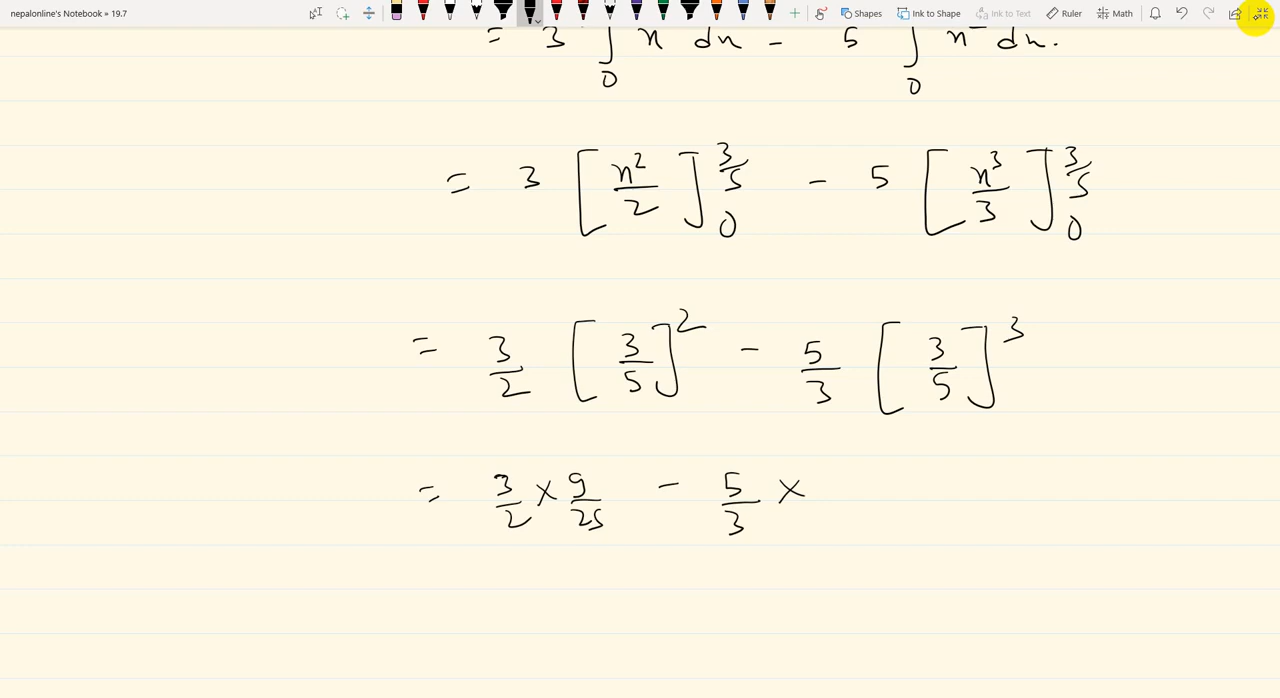 nepalonline's Notebook » 19.7 Shapes Ink to Shape Ink to Text Ruler Math
= 3 ∫₀ x dx - 5 ∫₀ x² dx.
= 3 [x²/2]₀^(3/5) - 5 [x³/3]₀^(3/5)
= 3/2 [3/5]² - 5/3 [3/5]³
= 3/2 × 9/25 - 5/3 ×